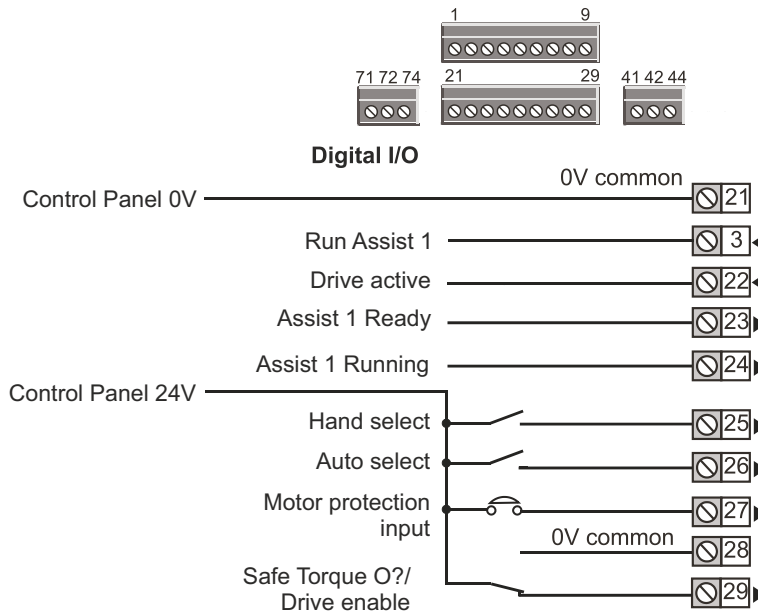 1 9
71 72 74 21 29 41 42 44
Digital I/O
Control Panel 0V 0V common 21
Run Assist 1 3
Drive active 22
Assist 1 Ready 23
Assist 1 Running 24
Control Panel 24V
Hand select 25
Auto select 26
Motor protection
input 27
0V common 28
Safe Torque O?/
Drive enable 29